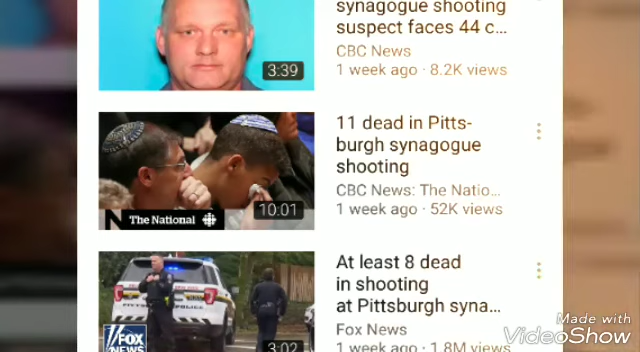 synagogue shooting
suspect faces 44 c...
CBC News
1 week ago · 8.2K views
3:39
11 dead in Pitts-
burgh synagogue
shooting
CBC News: The Natio...
1 week ago · 52K views
The National
10:01
At least 8 dead
in shooting
at Pittsburgh syna...
Fox News
1 week ago · 1.8M views
FOX
NEWS
3:02
Made with
VideoShow